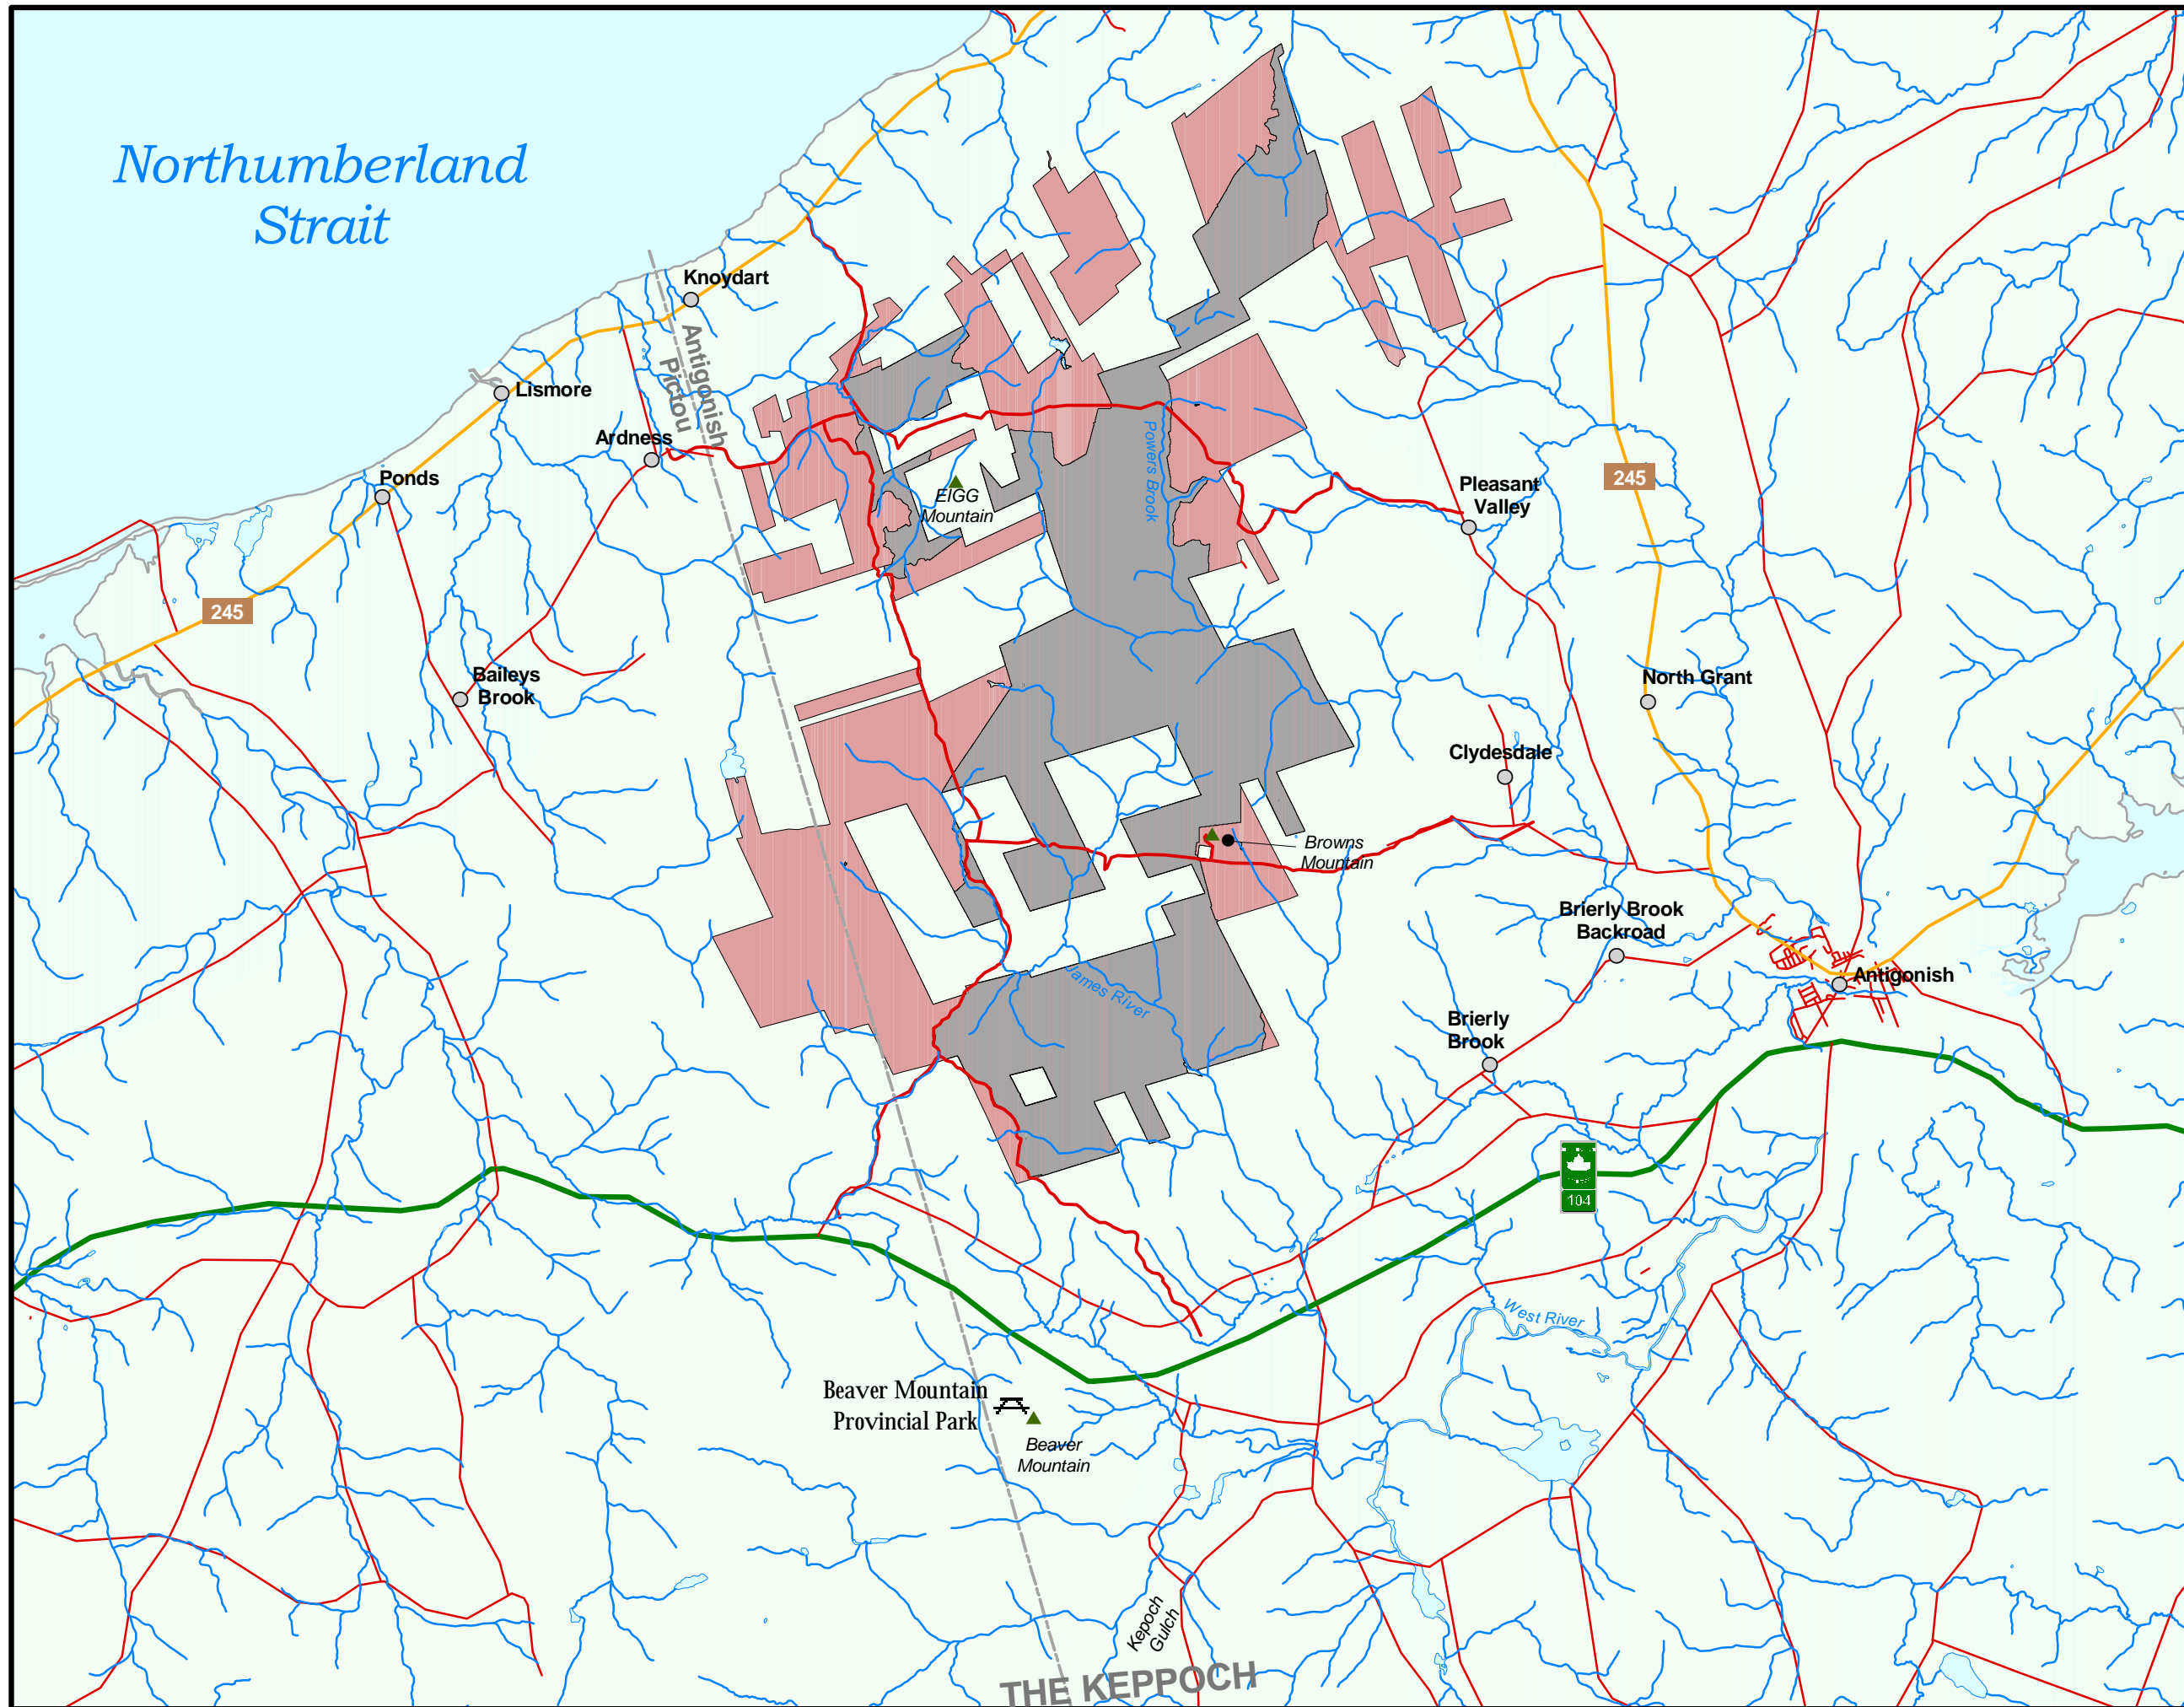 Northumberland
Strait
Knoydart
Antigonish
Pictou
Lismore
Ardness
Ponds
Powers Brook
EIGG
Mountain
Pleasant
Valley
245
245
Baileys
Brook
North Grant
Clydesdale
Browns
Mountain
Brierly Brook
Backroad
Antigonish
James River
Brierly
Brook
104
West River
Beaver Mountain
Provincial Park
Beaver
Mountain
Keppoch
Gulch
THE KEPPOCH